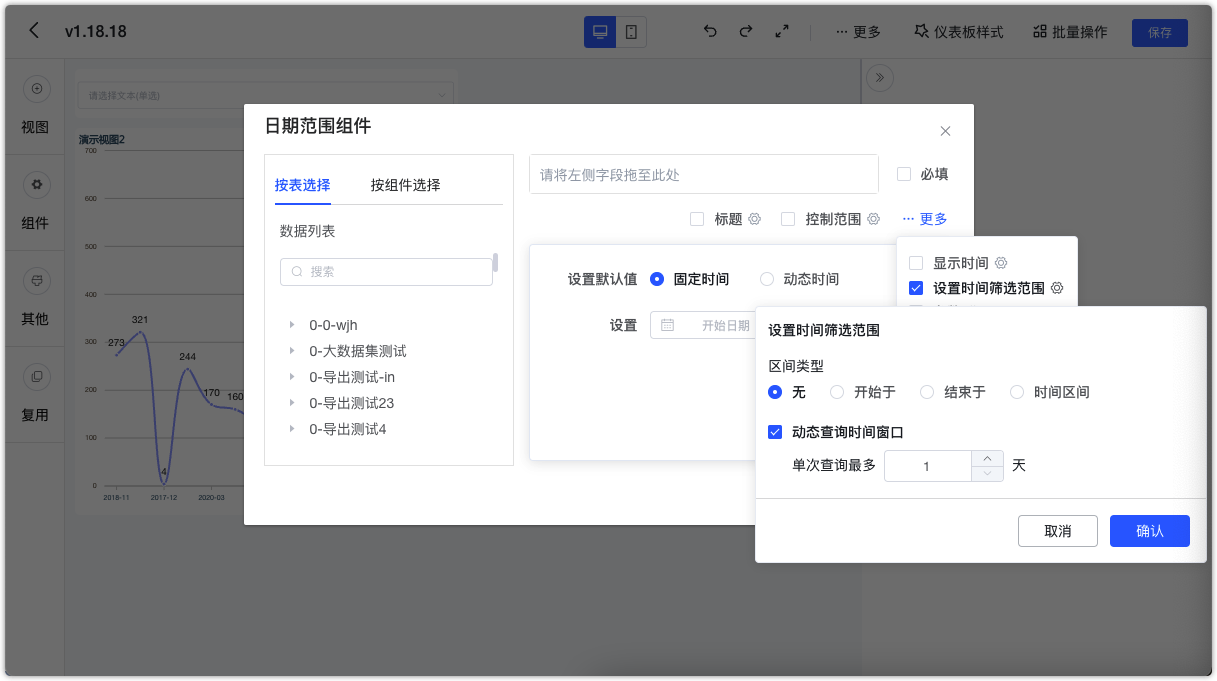 v1.18.18
··· 更多
仪表板样式
批量操作
保存
视图
组件
其他
复用
请选择文本(单选)
演示视图2
700
600
500
400
300
200
100
0
273
321
4
244
170
160
2018-11
2017-12
2020-03
日期范围组件
按表选择
按组件选择
数据列表
搜索
0-0-wjh
0-大数据集测试
0-导出测试-in
0-导出测试23
0-导出测试4
请将左侧字段拖至此处
必填
标题
控制范围
··· 更多
设置默认值
固定时间
动态时间
设置
开始日期
显示时间
设置时间筛选范围
设置时间筛选范围
区间类型
无
开始于
结束于
时间区间
动态查询时间窗口
单次查询最多
1
天
取消
确认